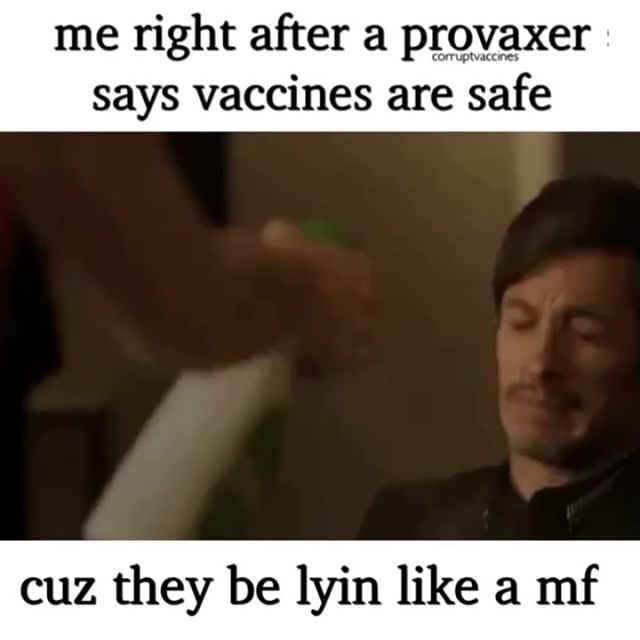 me right after a provaxer
corruptvaccines
says vaccines are safe
cuz they be lyin like a mf